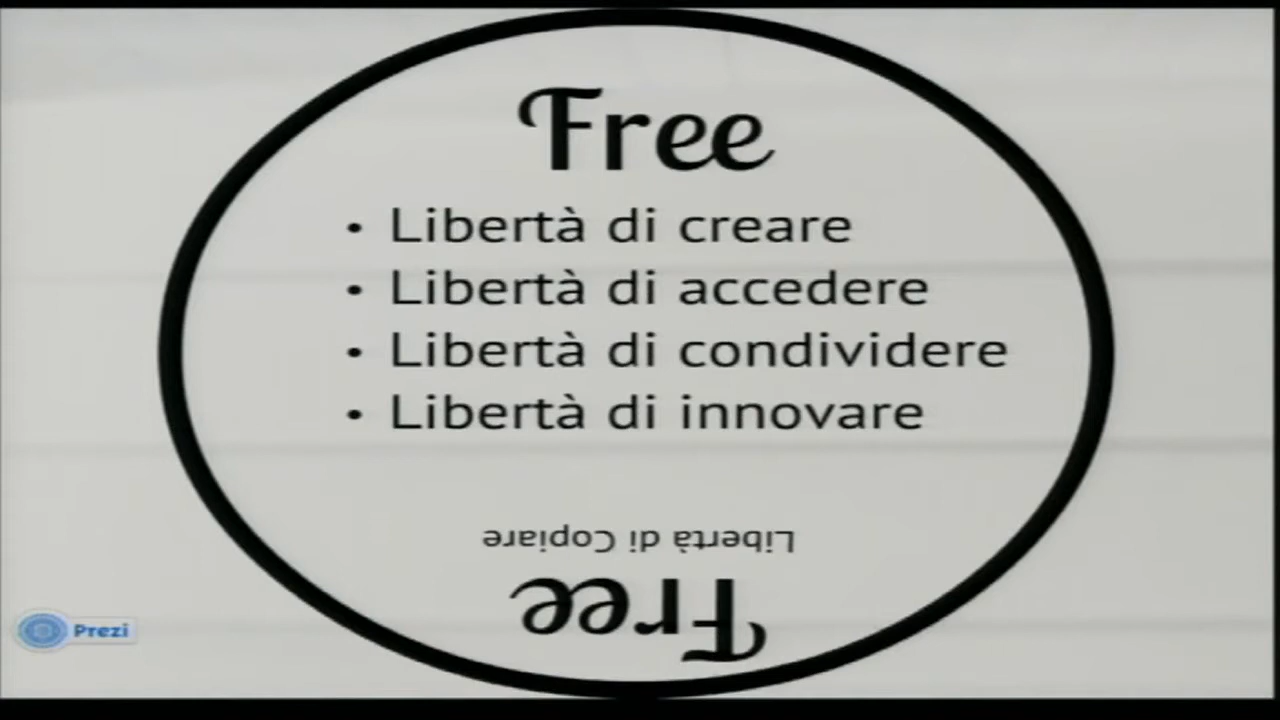 Free
• Libertà di creare
• Libertà di accedere
• Libertà di condividere
• Libertà di innovare
Libertà di Copiare
Free
Prezi